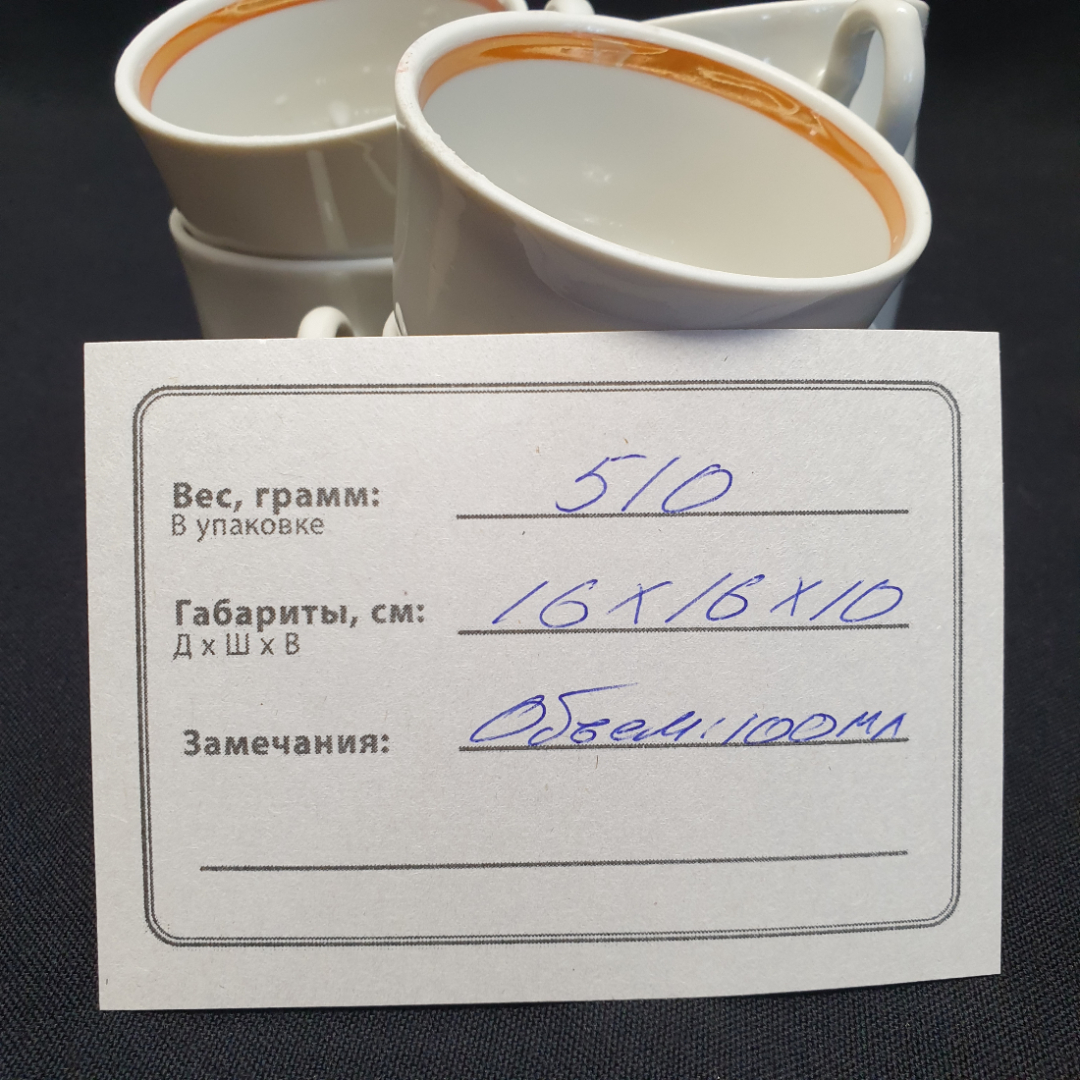 Вес, грамм: 510
В упаковке
Габариты, см: 16х16х10
Д х Ш х В
Замечания: Объем: 100мл